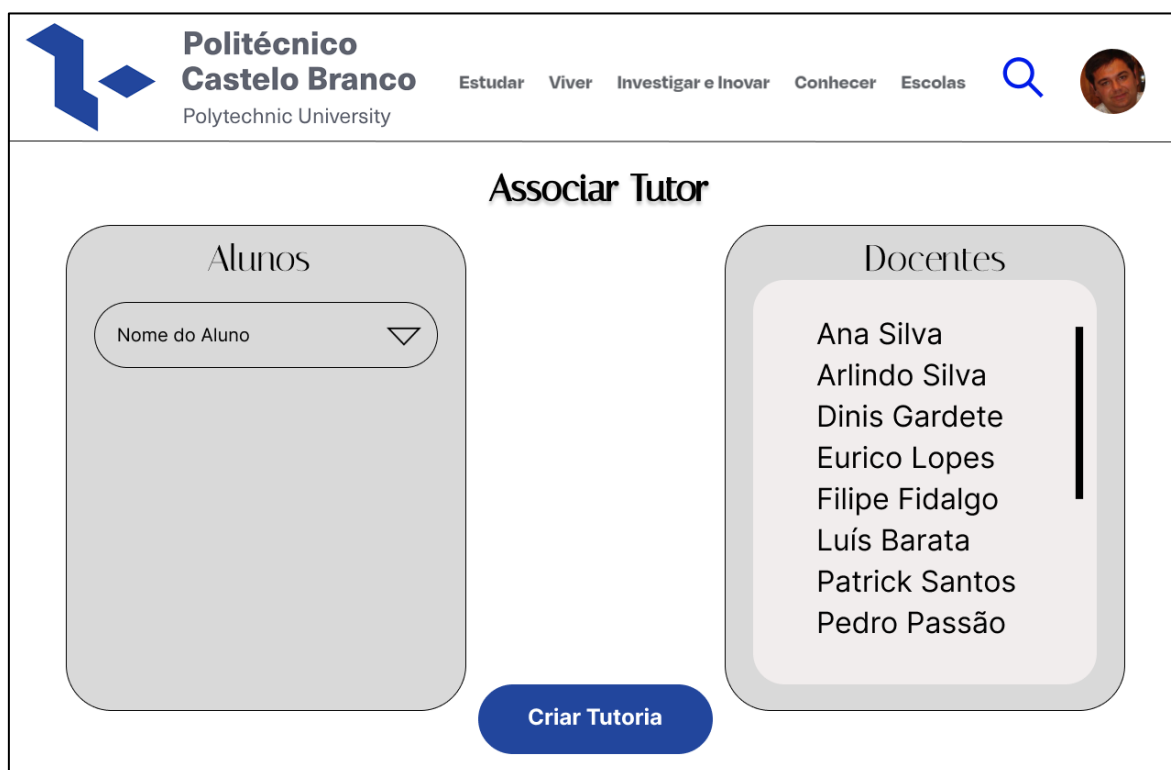 Politécnico
Castelo Branco
Polytechnic University
Estudar Viver Investigar e Inovar Conhecer Escolas
Associar Tutor
Alunos
Nome do Aluno
Docentes
Ana Silva
Arlindo Silva
Dinis Gardete
Eurico Lopes
Filipe Fidalgo
Luís Barata
Patrick Santos
Pedro Passão
Criar Tutoria